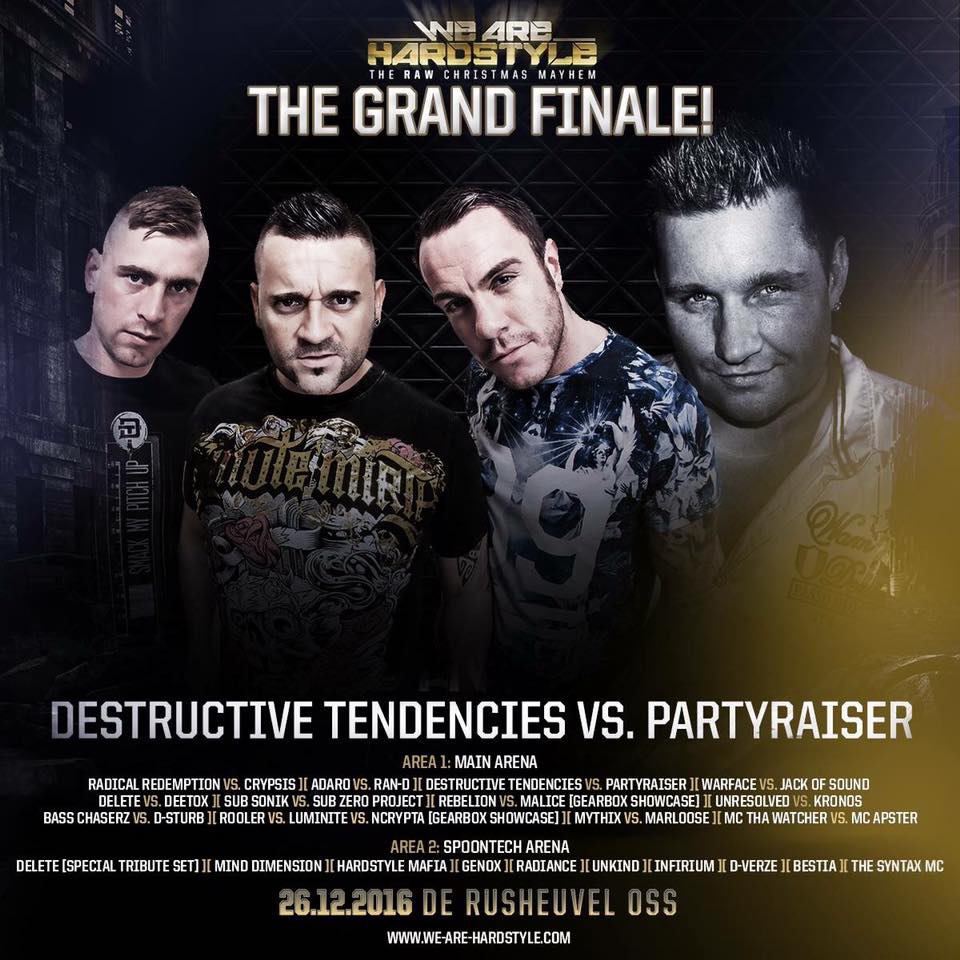 WE ARE
HARDSTYLE
THE RAW CHRISTMAS MAYHEM
THE GRAND FINALE!
SMACK MY PITCH UP
9
DESTRUCTIVE TENDENCIES VS. PARTYRAISER
AREA 1: MAIN ARENA
RADICAL REDEMPTION VS. CRYPSIS ][ ADARO VS. RAN-D ][ DESTRUCTIVE TENDENCIES VS. PARTYRAISER ][ WARFACE VS. JACK OF SOUND
DELETE VS. DEETOX ][ SUB SONIK VS. SUB ZERO PROJECT ][ REBELION VS. MALICE [GEARBOX SHOWCASE] ][ UNRESOLVED VS. KRONOS
BASS CHASERZ VS. D-STURB ][ ROOLER VS. LUMINITE VS. NCRYPTA [GEARBOX SHOWCASE] ][ MYTHIX VS. MARLOOSE ][ MC THA WATCHER VS. MC APSTER
AREA 2: SPOONTECH ARENA
DELETE [SPECIAL TRIBUTE SET] ][ MIND DIMENSION ][ HARDSTYLE MAFIA ][ GENOX ][ RADIANCE ][ UNKIND ][ INFIRIUM ][ D-VERZE ][ BESTIA ][ THE SYNTAX MC
26.12.2016 DE RUSHEUVEL OSS
WWW.WE-ARE-HARDSTYLE.COM